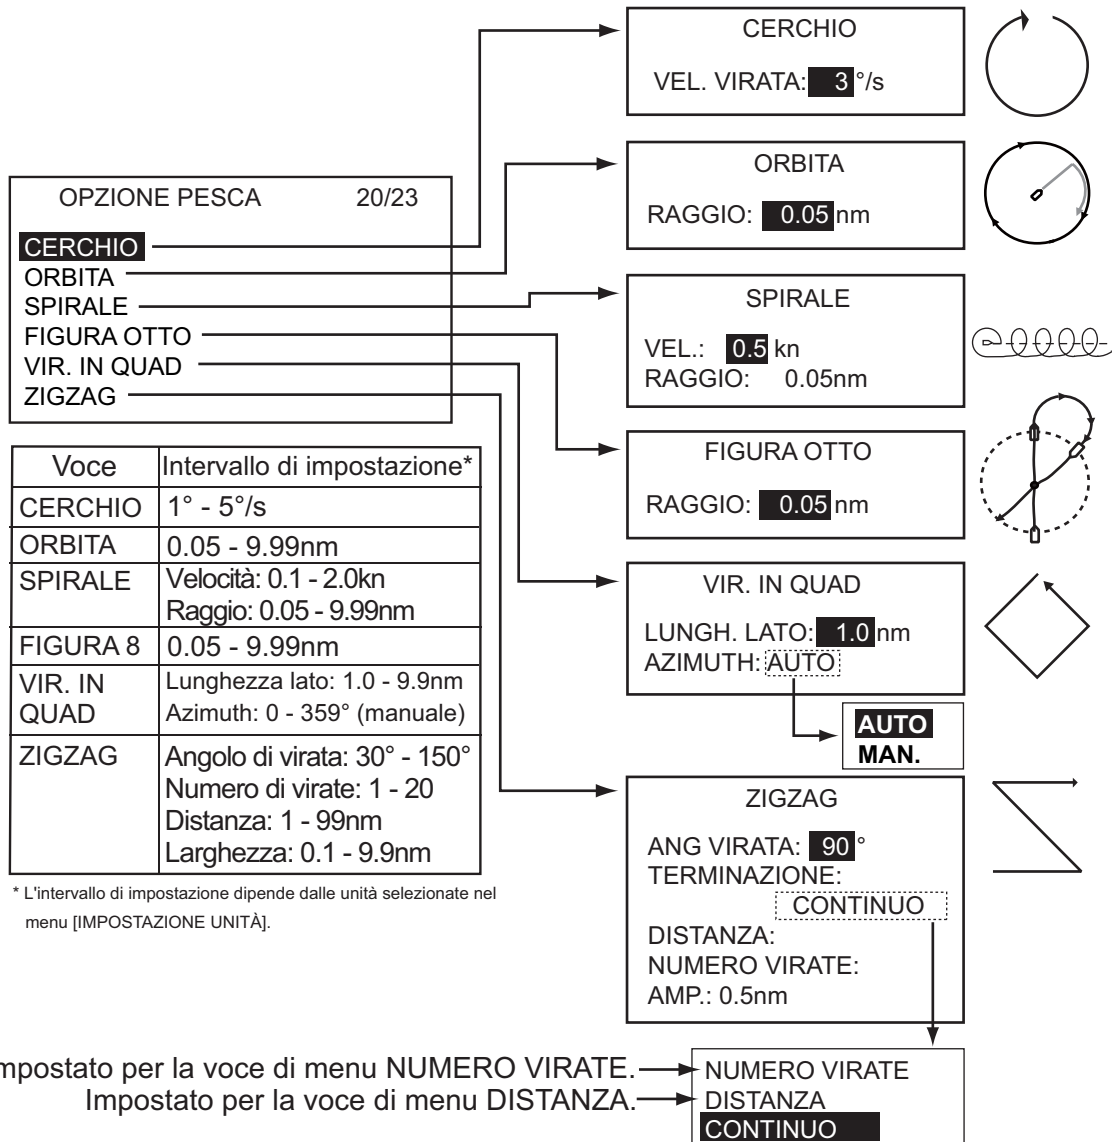 CERCHIO
VEL. VIRATA: 3 °/s
ORBITA
RAGGIO: 0.05 nm
OPZIONE PESCA 20/23
CERCHIO
ORBITA
SPIRALE
FIGURA OTTO
VIR. IN QUAD
ZIGZAG
SPIRALE
VEL.: 0.5 kn
RAGGIO: 0.05nm
FIGURA OTTO
RAGGIO: 0.05 nm
Voce Intervallo di impostazione*
CERCHIO 1° - 5°/s
ORBITA 0.05 - 9.99nm
SPIRALE Velocità: 0.1 - 2.0kn
Raggio: 0.05 - 9.99nm
FIGURA 8 0.05 - 9.99nm
VIR. IN Lunghezza lato: 1.0 - 9.9nm
QUAD Azimuth: 0 - 359° (manuale)
ZIGZAG Angolo di virata: 30° - 150°
Numero di virate: 1 - 20
Distanza: 1 - 99nm
Larghezza: 0.1 - 9.9nm
* L'intervallo di impostazione dipende dalle unità selezionate nel
menu [IMPOSTAZIONE UNITÀ].
VIR. IN QUAD
LUNGH. LATO: 1.0 nm
AZIMUTH: AUTO
AUTO
MAN.
ZIGZAG
ANG VIRATA: 90 °
TERMINAZIONE:
CONTINUO
DISTANZA:
NUMERO VIRATE:
AMP.: 0.5nm
mpostato per la voce di menu NUMERO VIRATE.
Impostato per la voce di menu DISTANZA.
NUMERO VIRATE
DISTANZA
CONTINUO